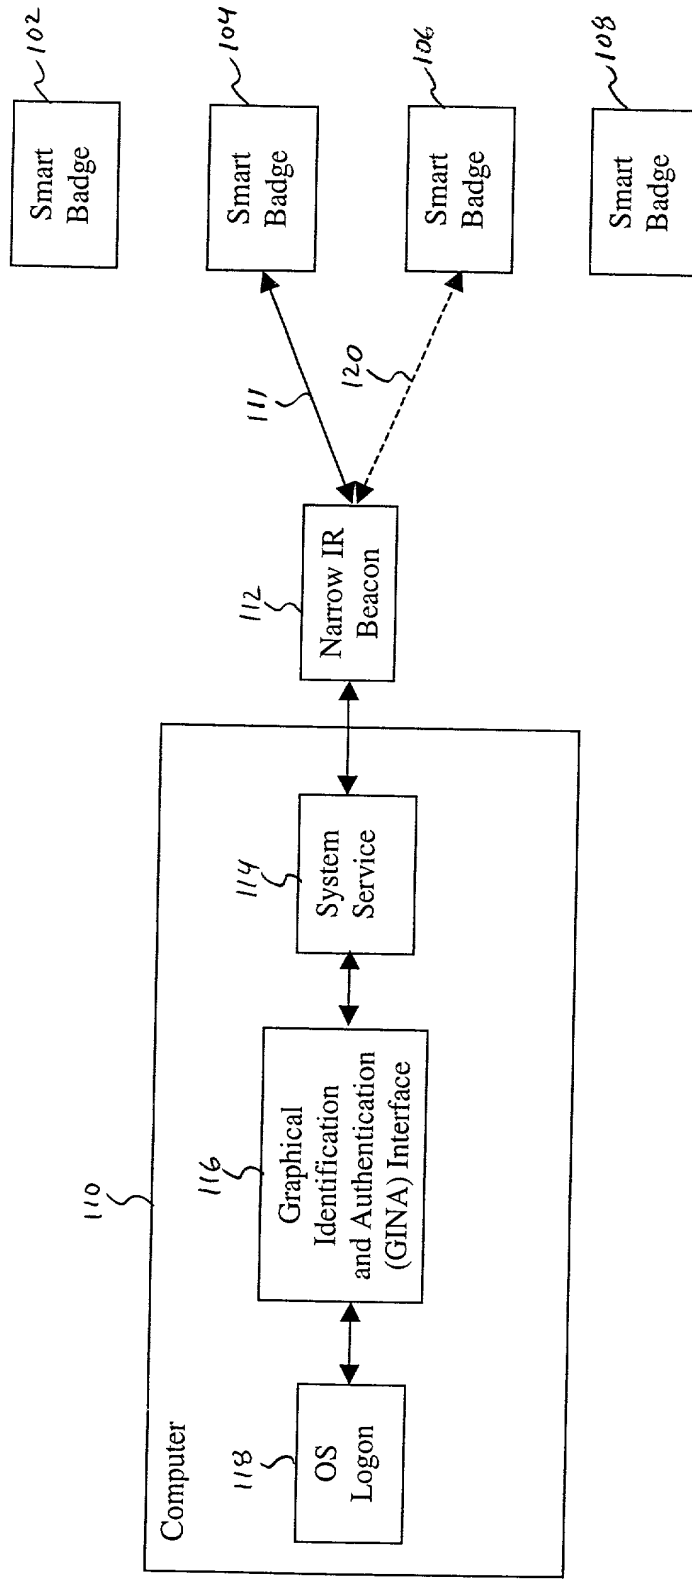 Computer
110
118
OS
Logon
116
Graphical
Identification
and Authentication
(GINA) Interface
114
System
Service
112
Narrow IR
Beacon
111
120
102
Smart
Badge
104
Smart
Badge
106
Smart
Badge
108
Smart
Badge